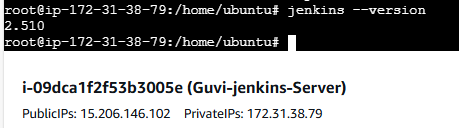 root@ip-172-31-38-79:/home/ubuntu# jenkins --version
2.510
root@ip-172-31-38-79:/home/ubuntu#
i-09dca1f2f53b3005e (Guvi-jenkins-Server)
PublicIPs: 15.206.146.102 PrivateIPs: 172.31.38.79